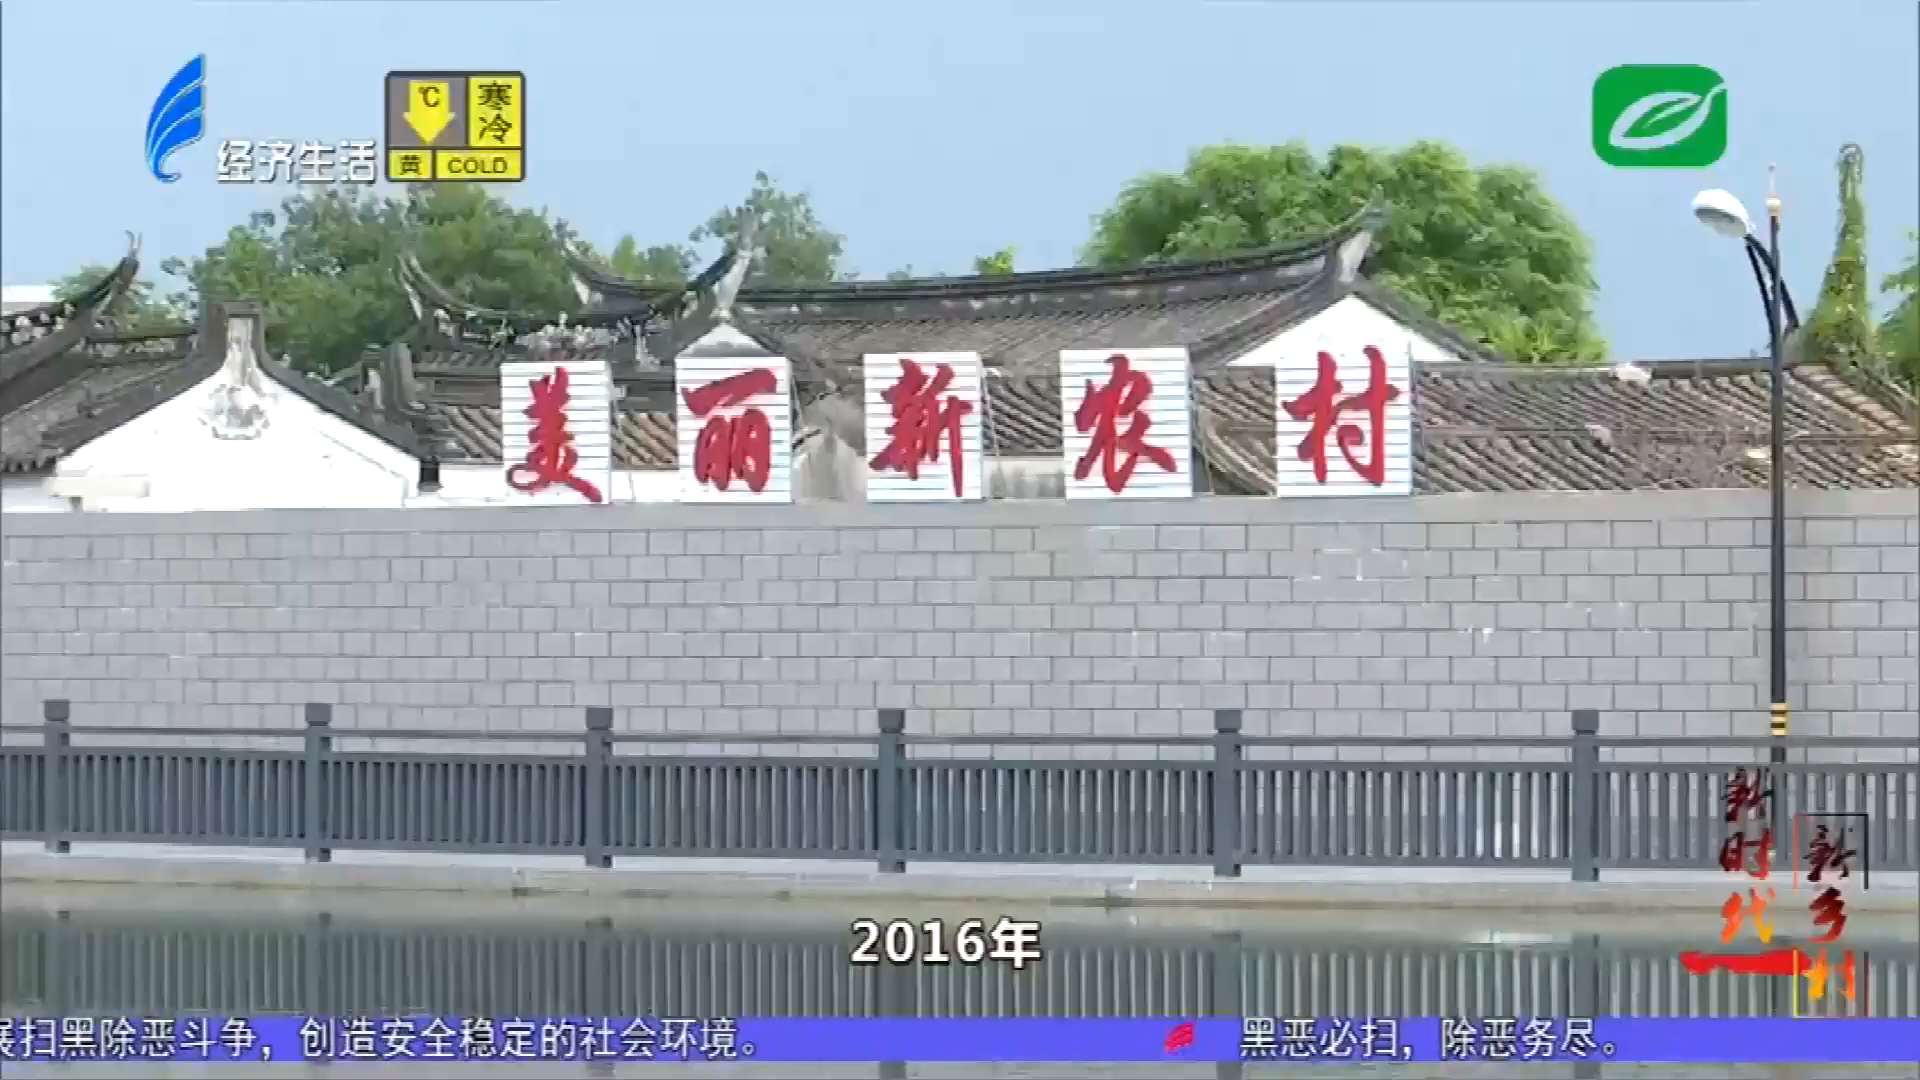 经济生活
℃
寒冷
黄 COLD
美丽新农村
新时代
新乡村
2016年
展扫黑除恶斗争，创造安全稳定的社会环境。
黑恶必扫，除恶务尽。